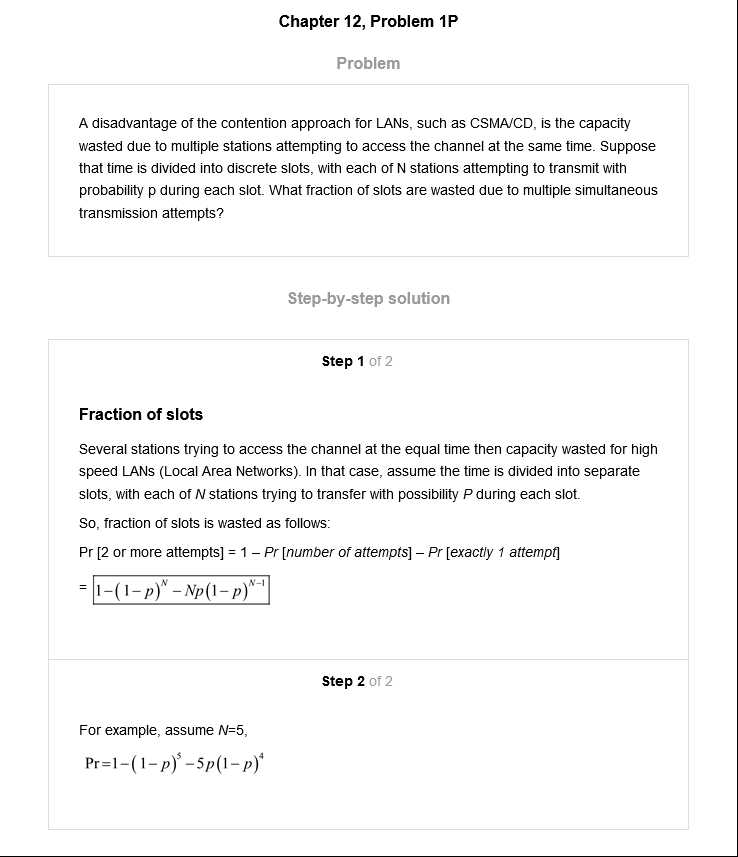 Chapter 12, Problem 1P
Problem
A disadvantage of the contention approach for LANs, such as CSMA/CD, is the capacity
wasted due to multiple stations attempting to access the channel at the same time. Suppose
that time is divided into discrete slots, with each of N stations attempting to transmit with
probability p during each slot. What fraction of slots are wasted due to multiple simultaneous
transmission attempts?
Step-by-step solution
Step 1 of 2
Fraction of slots
Several stations trying to access the channel at the equal time then capacity wasted for high
speed LANs (Local Area Networks). In that case, assume the time is divided into separate
slots, with each of N stations trying to transfer with possibility P during each slot.
So, fraction of slots is wasted as follows:
Pr [2 or more attempts] = 1 – Pr [number of attempts] – Pr [exactly 1 attempt]
= 1−(1−p)^N − Np(1−p)^{N−1}
Step 2 of 2
For example, assume N=5,
Pr=1−(1−p)^5 −5p(1−p)^4